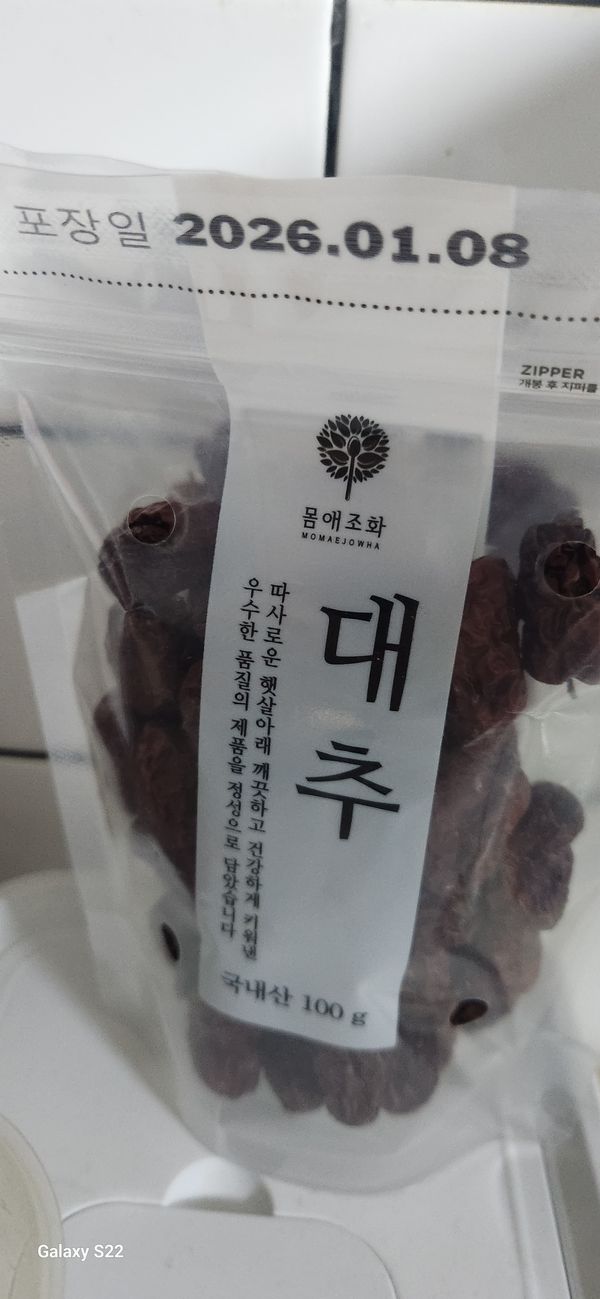 포장일 2026.01.08
ZIPPER
개봉 후 지퍼를
몸애조화
MOMAEJOWHA
대추
따사로운 햇살아래 깨끗하고 건강하게 키워낸
우수한 품질의 제품을 정성으로 담았습니다
국내산 100 g
Galaxy S22